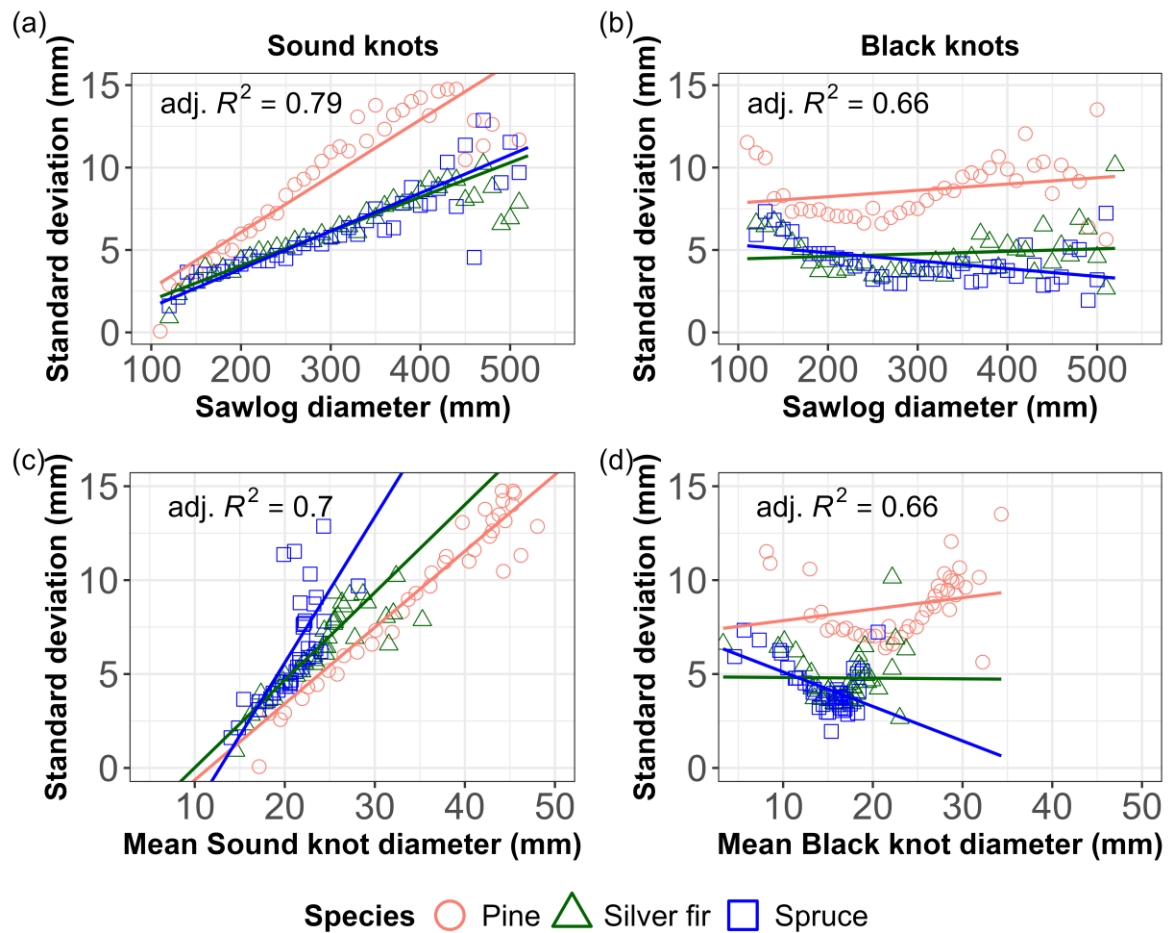 (a)
Sound knots
Standard deviation (mm)
15
10
5
0
adj. R² = 0.79
100 200 300 400 500
Sawlog diameter (mm)
(b)
Black knots
Standard deviation (mm)
15
10
5
0
adj. R² = 0.66
100 200 300 400 500
Sawlog diameter (mm)
(c)
Standard deviation (mm)
15
10
5
0
adj. R² = 0.7
10 20 30 40 50
Mean Sound knot diameter (mm)
(d)
Standard deviation (mm)
15
10
5
0
adj. R² = 0.66
10 20 30 40 50
Mean Black knot diameter (mm)
Species Pine Silver fir Spruce